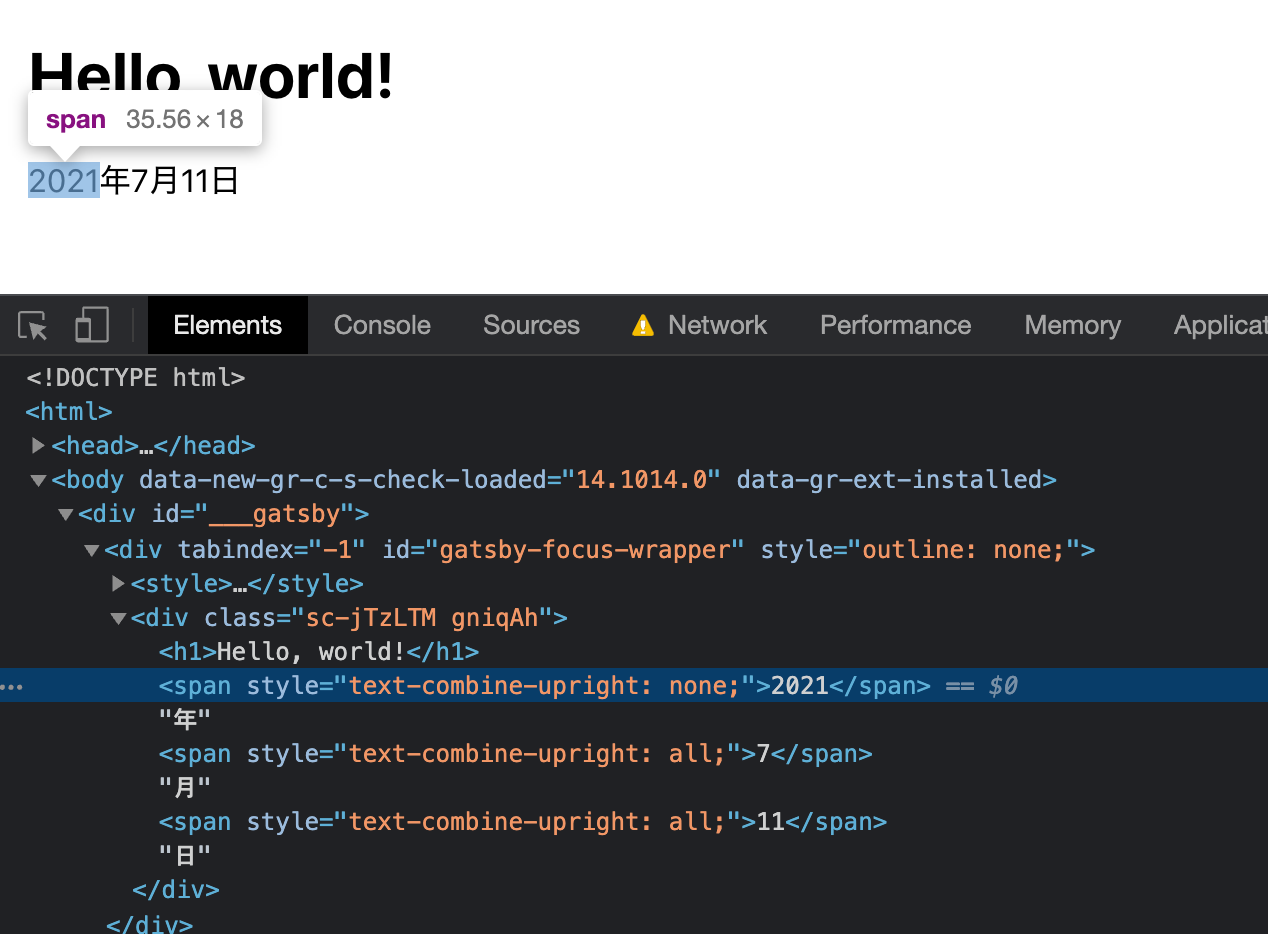 Hello, world!
span 35.56 × 18
2021年7月11日
Elements Console Sources Network Performance Memory Applicat
<!DOCTYPE html>
<html>
<head>…</head>
<body data-new-gr-c-s-check-loaded="14.1014.0" data-gr-ext-installed>
<div id="___gatsby">
<div tabindex="-1" id="gatsby-focus-wrapper" style="outline: none;">
<style>…</style>
<div class="sc-jTzLTM gniqAh">
<h1>Hello, world!</h1>
<span style="text-combine-upright: none;">2021</span> == $0
"年"
<span style="text-combine-upright: all;">7</span>
"月"
<span style="text-combine-upright: all;">11</span>
"日"
</div>
</div>